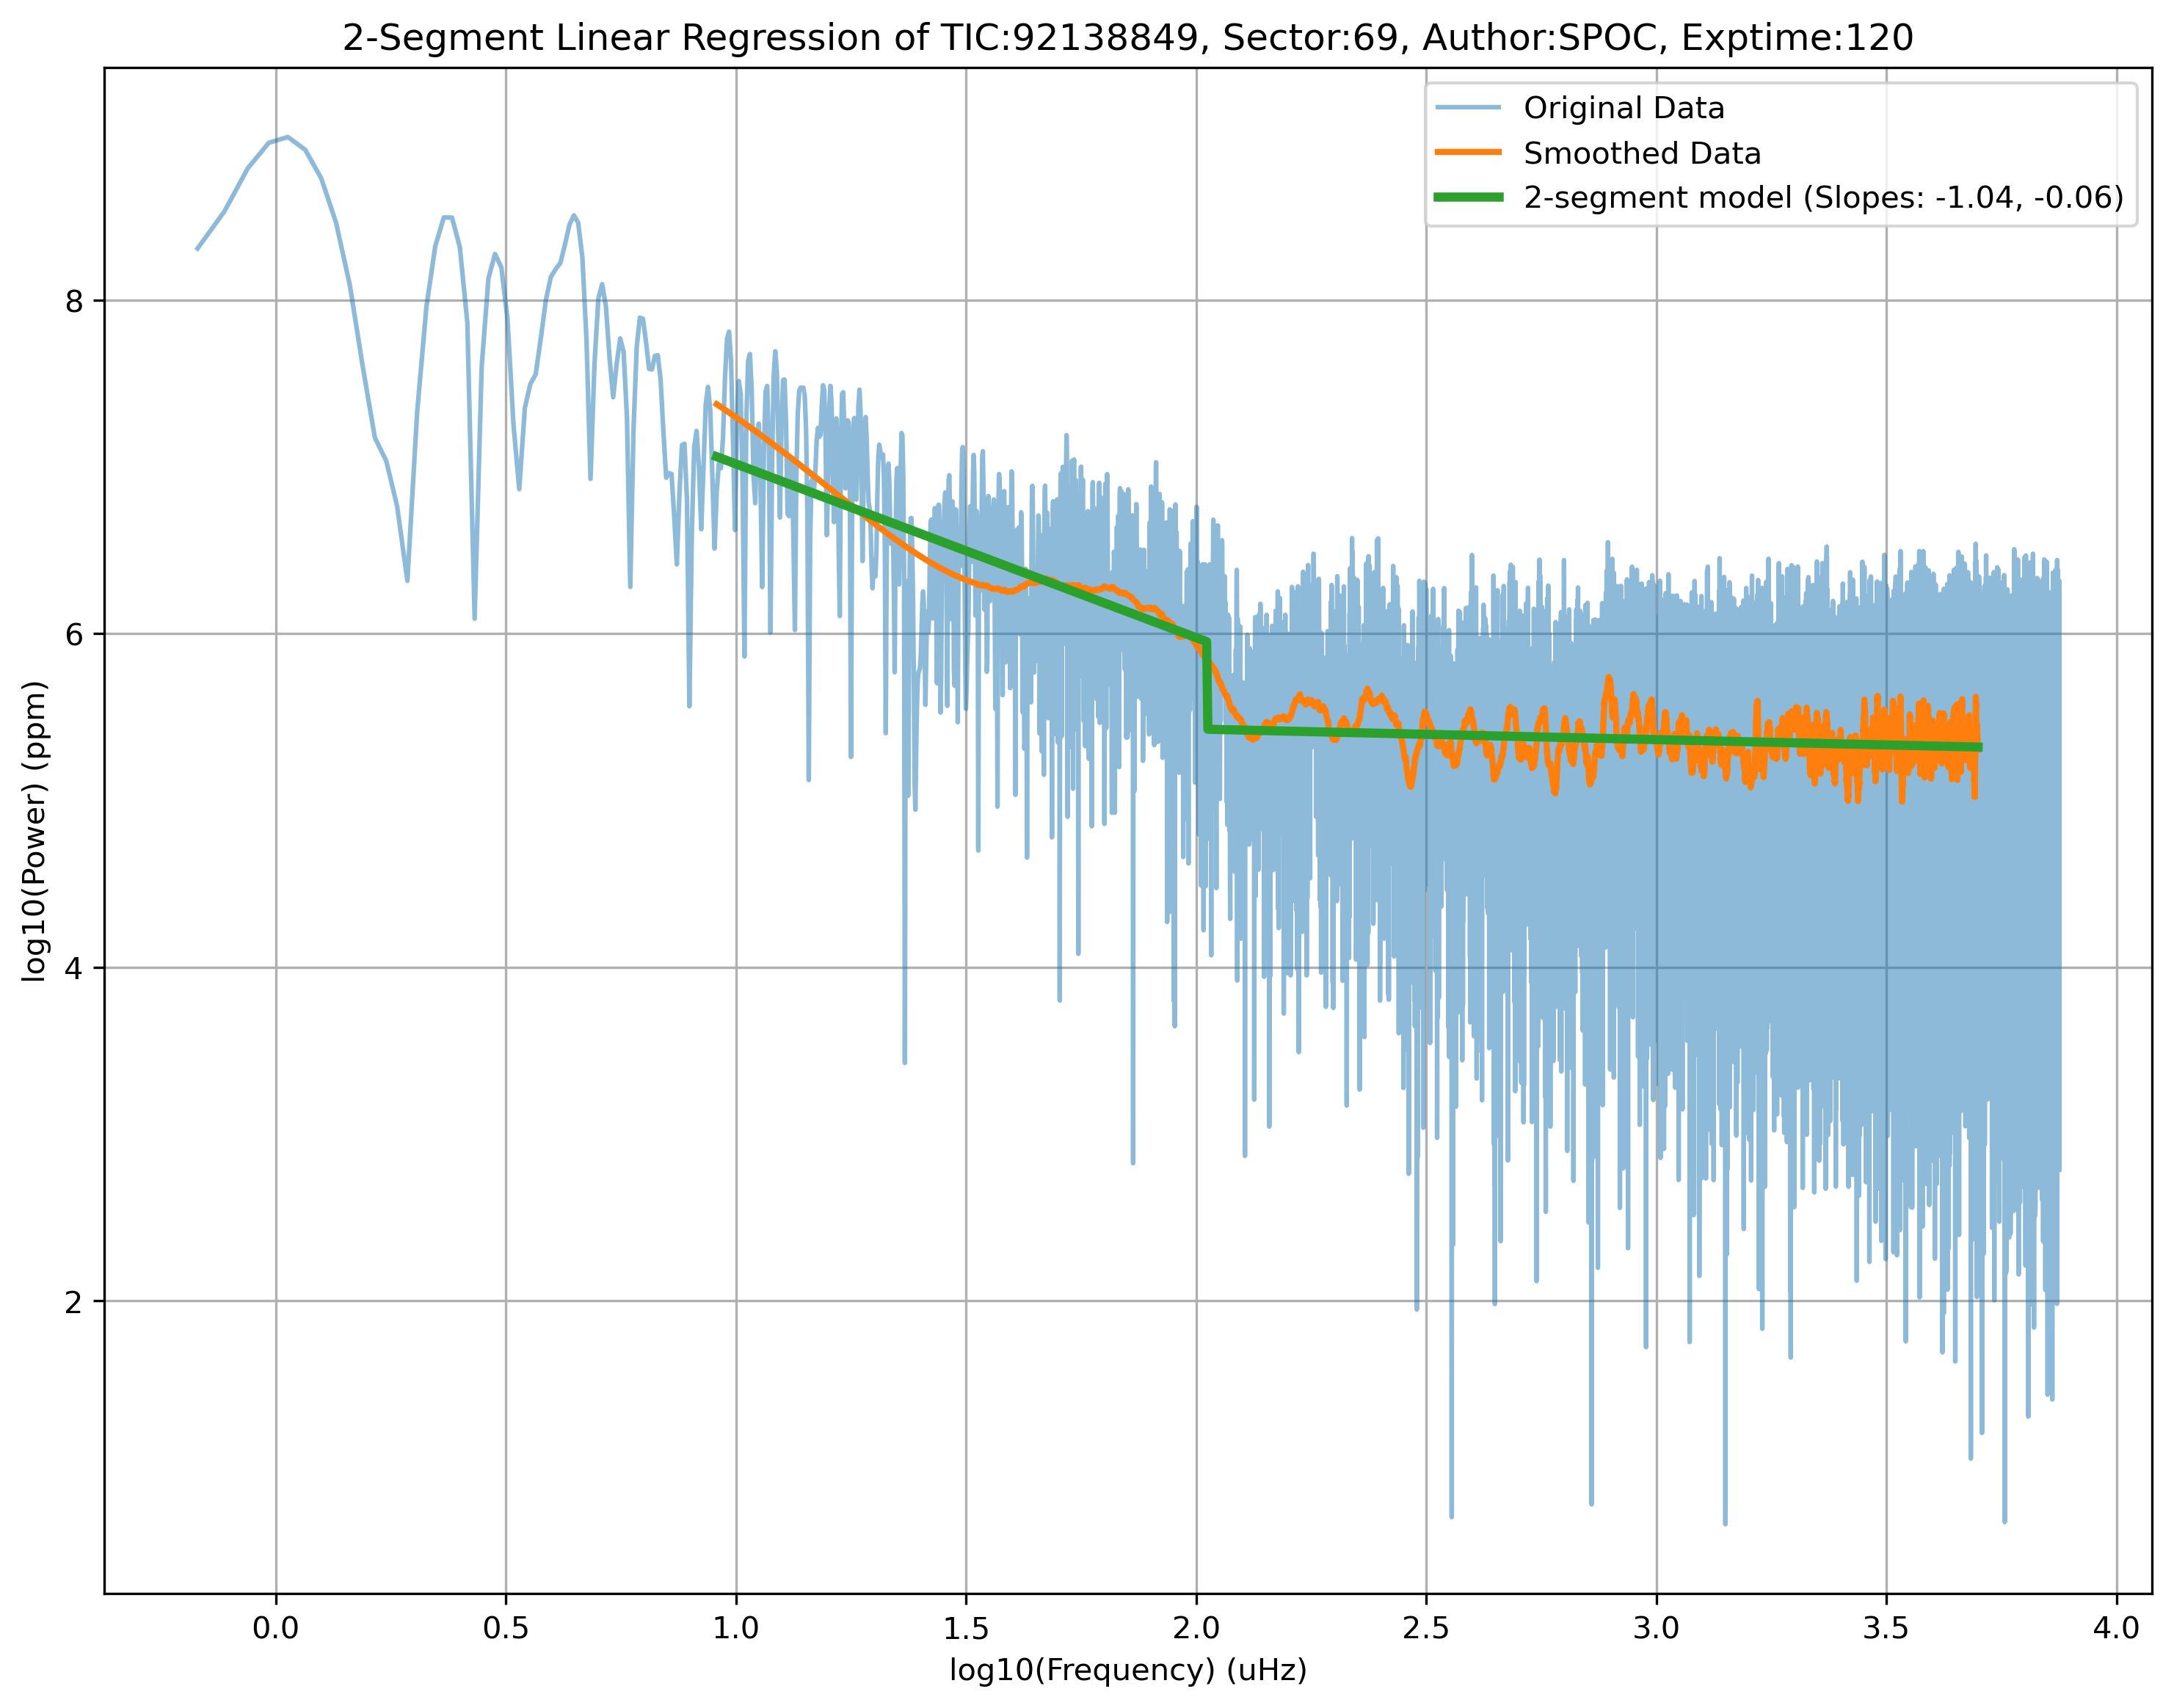 2-Segment Linear Regression of TIC:92138849, Sector:69, Author:SPOC, Exptime:120
Original Data
Smoothed Data
2-segment model (Slopes: -1.04, -0.06)
log10(Power) (ppm)
8
6
4
2
0.0 0.5 1.0 1.5 2.0 2.5 3.0 3.5 4.0
log10(Frequency) (uHz)